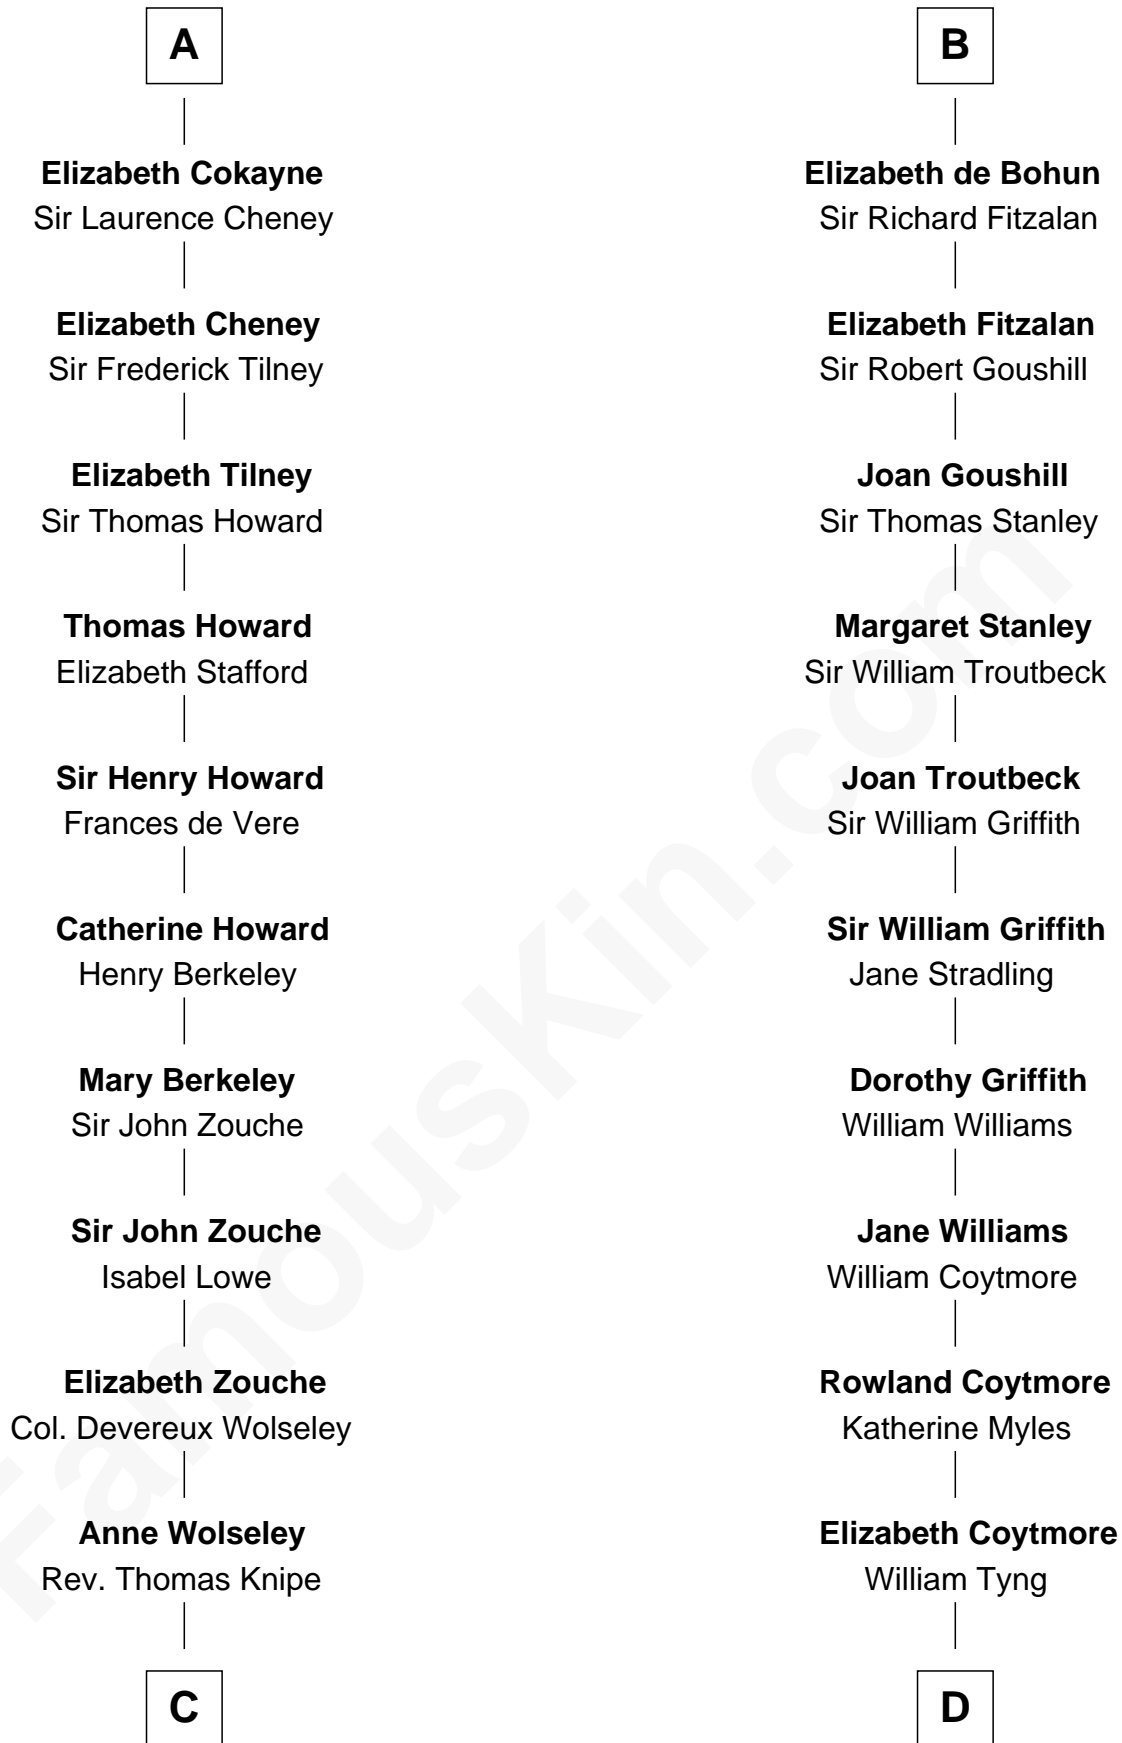 A
Elizabeth Cokayne
Sir Laurence Cheney
Elizabeth Cheney
Sir Frederick Tilney
Elizabeth Tilney
Sir Thomas Howard
Thomas Howard
Elizabeth Stafford
Sir Henry Howard
Frances de Vere
Catherine Howard
Henry Berkeley
Mary Berkeley
Sir John Zouche
Sir John Zouche
Isabel Lowe
Elizabeth Zouche
Col. Devereux Wolseley
Anne Wolseley
Rev. Thomas Knipe
C
B
Elizabeth de Bohun
Sir Richard Fitzalan
Elizabeth Fitzalan
Sir Robert Goushill
Joan Goushill
Sir Thomas Stanley
Margaret Stanley
Sir William Troutbeck
Joan Troutbeck
Sir William Griffith
Sir William Griffith
Jane Stradling
Dorothy Griffith
William Williams
Jane Williams
William Coytmore
Rowland Coytmore
Katherine Myles
Elizabeth Coytmore
William Tyng
D
FamousKin.com